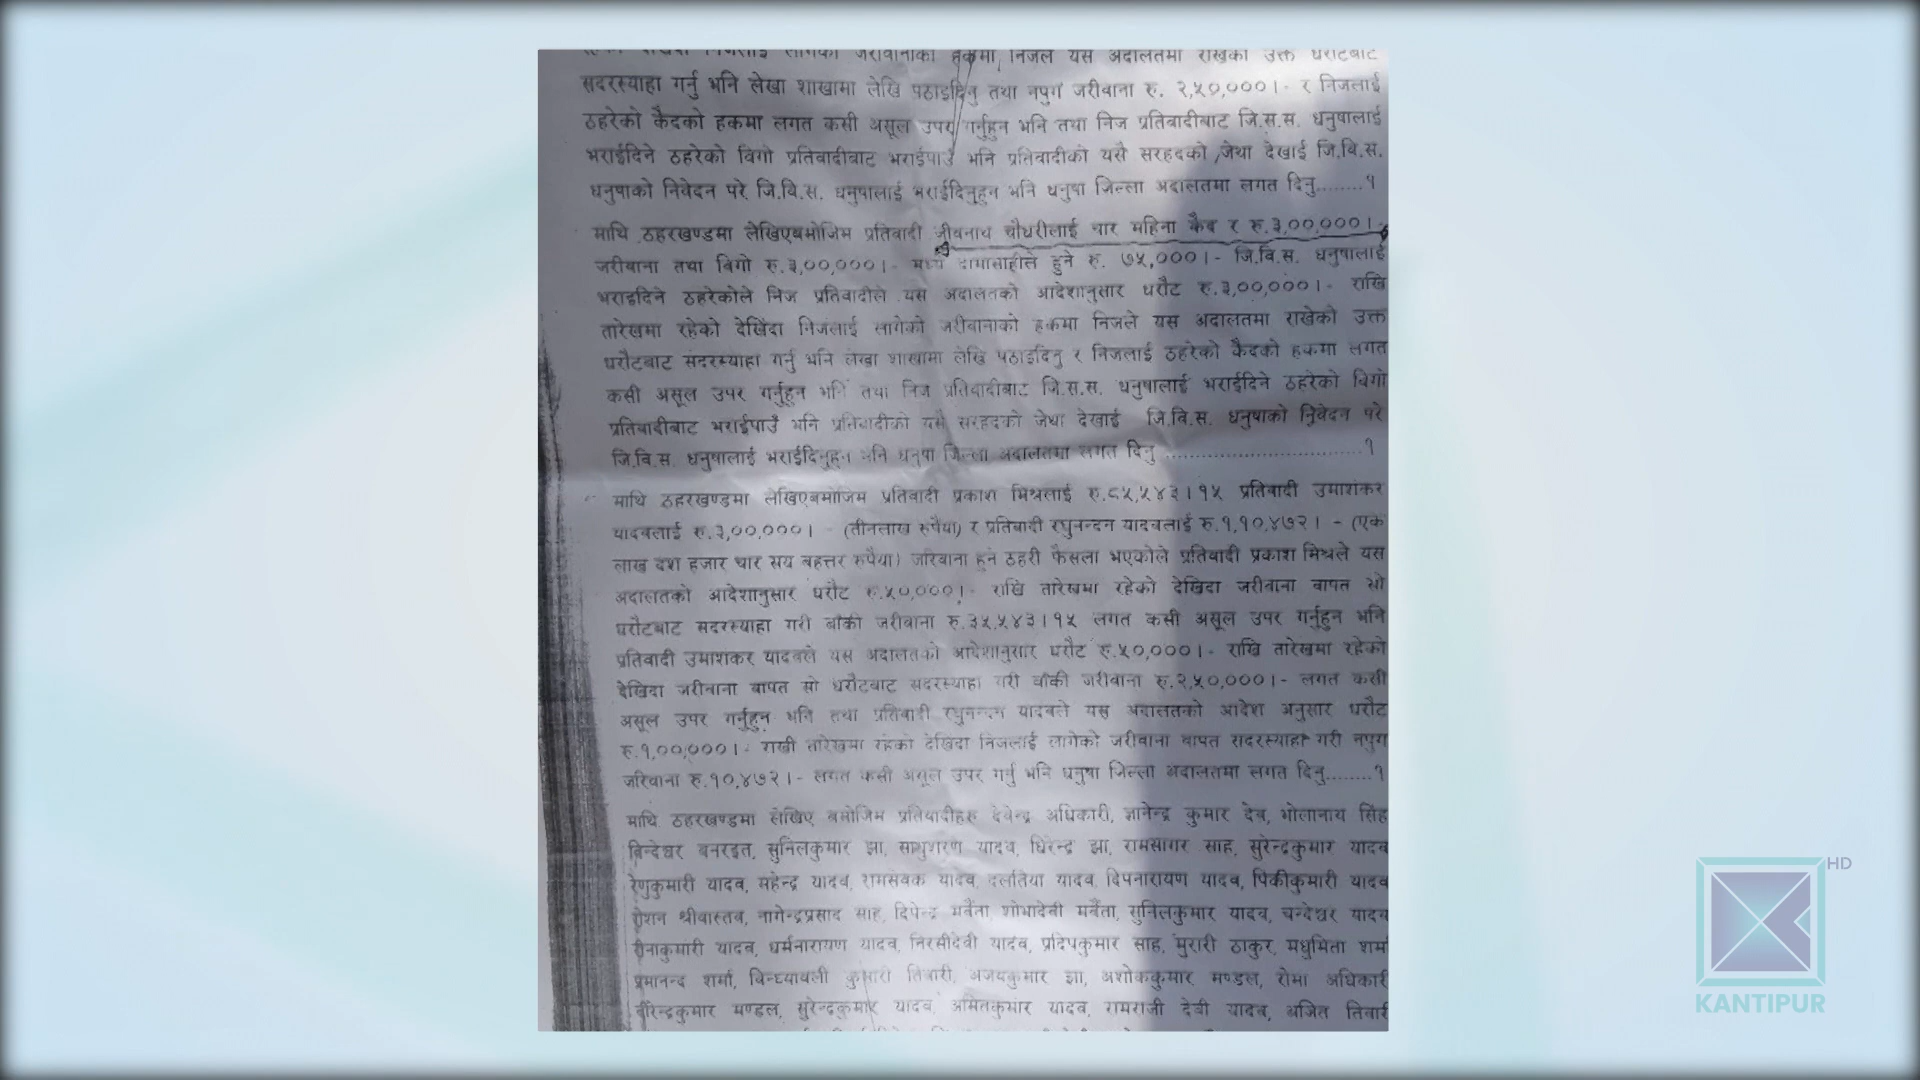 सदरस्याहा गर्नु भनि लेखा शाखामा लेखि पठाइदिनु तथा नपुग जरीवाना रु. २,५०,०००।- र निजलाई
ठहरेको कैदको हकमा लगत कसी असूल उपर गर्नुहुन भनि तथा निज प्रतिवादीबाट जि.स.स. धनुषालाई
भराईदिने ठहरेको विगो प्रतिवादीबाट भराईपाउँ भनि प्रतिवादीको यसै सरहदको जेथा देखाई जि.वि.स.
धनुषाको निवेदन परे जि.वि.स. धनुषालाई भराईदिनुहुन भनि धनुषा जिल्ला अदालतमा लगत दिनु........१
माथि ठहरखण्डमा लेखिएबमोजिम प्रतिवादी जीवनाथ चौधरीलाई चार महिना कैद र रु.३,००,०००।-
जरीवाना तथा बिगो रु.३,००,०००।- मध्ये दामासाहीले हुने रु. ७५,०००।- जि.वि.स. धनुषालाई
भराइदिने ठहरेकोले निज प्रतिवादीले यस अदालतको आदेशानुसार धरौट रु.३,००,०००।- राखि
तारेखमा रहेको देखिंदा निजलाई लागेको जरीवानाको हकमा निजले यस अदालतमा राखेको उक्त
धरौटबाट सदरस्याहा गर्नु भनि लेखा शाखामा लेखि पठाइदिनु र निजलाई ठहरेको कैदको हकमा लगत
कसी असूल उपर गर्नुहुन भनि तथा निज प्रतिवादीबाट जि.स.स. धनुषालाई भराईदिने ठहरेको बिगो
प्रतिवादीबाट भराईपाउँ भनि प्रतिवादीको यसै सरहदको जेथा देखाई जि.वि.स. धनुषाको निवेदन परे
जि.वि.स. धनुषालाई भराईदिनुहुन भनि धनुषा जिल्ला अदालतमा लगत दिनु ................................१
माथि ठहरखण्डमा लेखिएबमोजिम प्रतिवादी प्रकाश मिश्रलाई रु.८५,५४३।१५ प्रतिवादी उमाशंकर
यादवलाई रु.३,००,०००। - (तीनलाख रुपैया) र प्रतिवादी रघुनन्दन यादवलाई रु.१,१०,४७२। - (एक
लाख दश हजार चार सय बहत्तर रुपैया) जरिवाना हुने ठहरी फैसला भएकोले प्रतिवादी प्रकाश मिश्रले यस
अदालतको आदेशानुसार धरौट रु.५०,०००।- राखि तारेखमा रहेको देखिदा जरीवाना बापत सो
धरौटबाट सदरस्याहा गरी बाँकी जरीवाना रु.३५,५४३।१५ लगत कसी असूल उपर गर्नुहुन भनि
प्रतिवादी उमाशंकर यादवले यस अदालतको आदेशानुसार धरौट रु.५०,०००।- राखि तारेखमा रहेको
देखिदा जरीवाना बापत सो धरौटबाट सदरस्याहा गरी बाँकी जरीवाना रु.२,५०,०००।- लगत कसी
असूल उपर गर्नुहुन भनि तथा प्रतिवादी रघुनन्दन यादवले यस अदालतको आदेश अनुसार धरौट
रु.१,००,०००।- राखी तारेखमा रहेको देखिदा निजलाई लागेको जरीवाना बापत सदरस्याहा गरी नपुग
जरिवाना रु.१०,४७२।- लगत कसी असूल उपर गर्नु भनि धनुषा जिल्ला अदालतमा लगत दिनु........१
माथि ठहरखण्डमा लेखिए बमोजिम प्रतिवादीहरु देवेन्द्र अधिकारी, ज्ञानेन्द्र कुमार देव, भोलानाथ सिंह
बिन्देश्वर बनरइत, सुनिलकुमार झा, साधुशरण यादव, धिरेन्द्र झा, रामसागर साह, सुरेन्द्रकुमार यादव
रेणुकुमारी यादव, महेन्द्र यादव, रामसेवक यादव, दलतिया यादव, दिपनारायण यादव, पिंकीकुमारी यादव
रोशन श्रीवास्तव, नागेन्द्रप्रसाद साह, दिपेन्द्र मर्वैता, शोभादेवी मर्वैता, सुनिलकुमार यादव, चन्देश्वर यादव
रीनाकुमारी यादव, धर्मनारायण यादव, निरसीदेवी यादव, प्रदिपकुमार साह, मुरारी ठाकुर, मधुमिता शर्मा
प्रमानन्द शर्मा, बिन्ध्यावली कुमारी तिवारी, अजयकुमार झा, अशोककुमार मण्डल, रोमा अधिकारी
वीरेन्द्रकुमार मण्डल, सुरेन्द्रकुमार यादव, अमितकुमार यादव, रामराजी देवी यादव, अजित तिवारी
HD
KANTIPUR